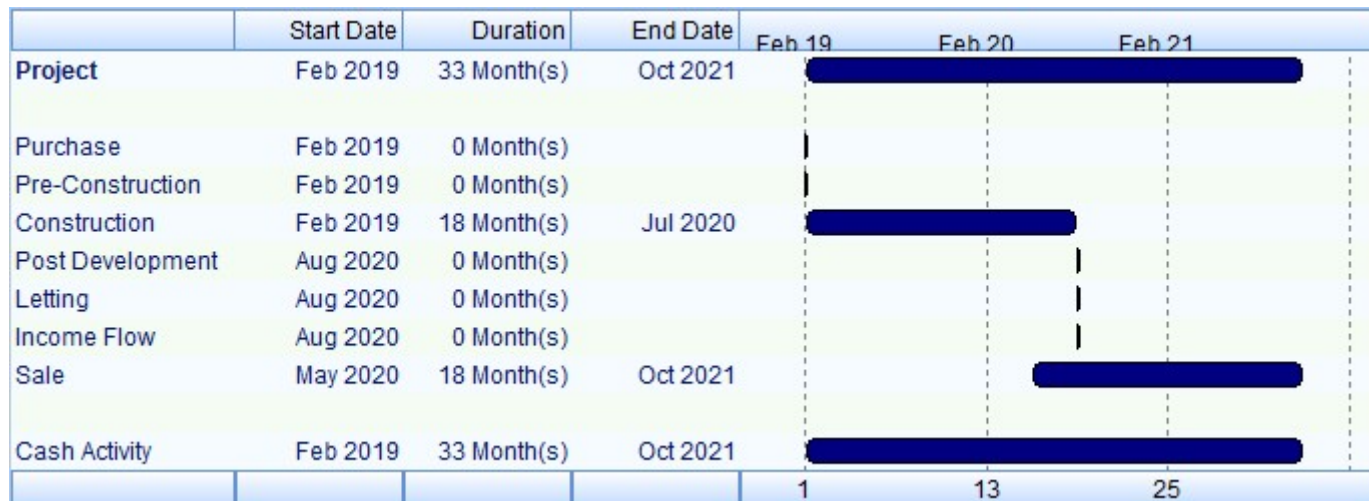 Start Date Duration End Date Feb 19 Feb 20 Feb 21
Project Feb 2019 33 Month(s) Oct 2021
Purchase Feb 2019 0 Month(s)
Pre-Construction Feb 2019 0 Month(s)
Construction Feb 2019 18 Month(s) Jul 2020
Post Development Aug 2020 0 Month(s)
Letting Aug 2020 0 Month(s)
Income Flow Aug 2020 0 Month(s)
Sale May 2020 18 Month(s) Oct 2021
Cash Activity Feb 2019 33 Month(s) Oct 2021
1 13 25